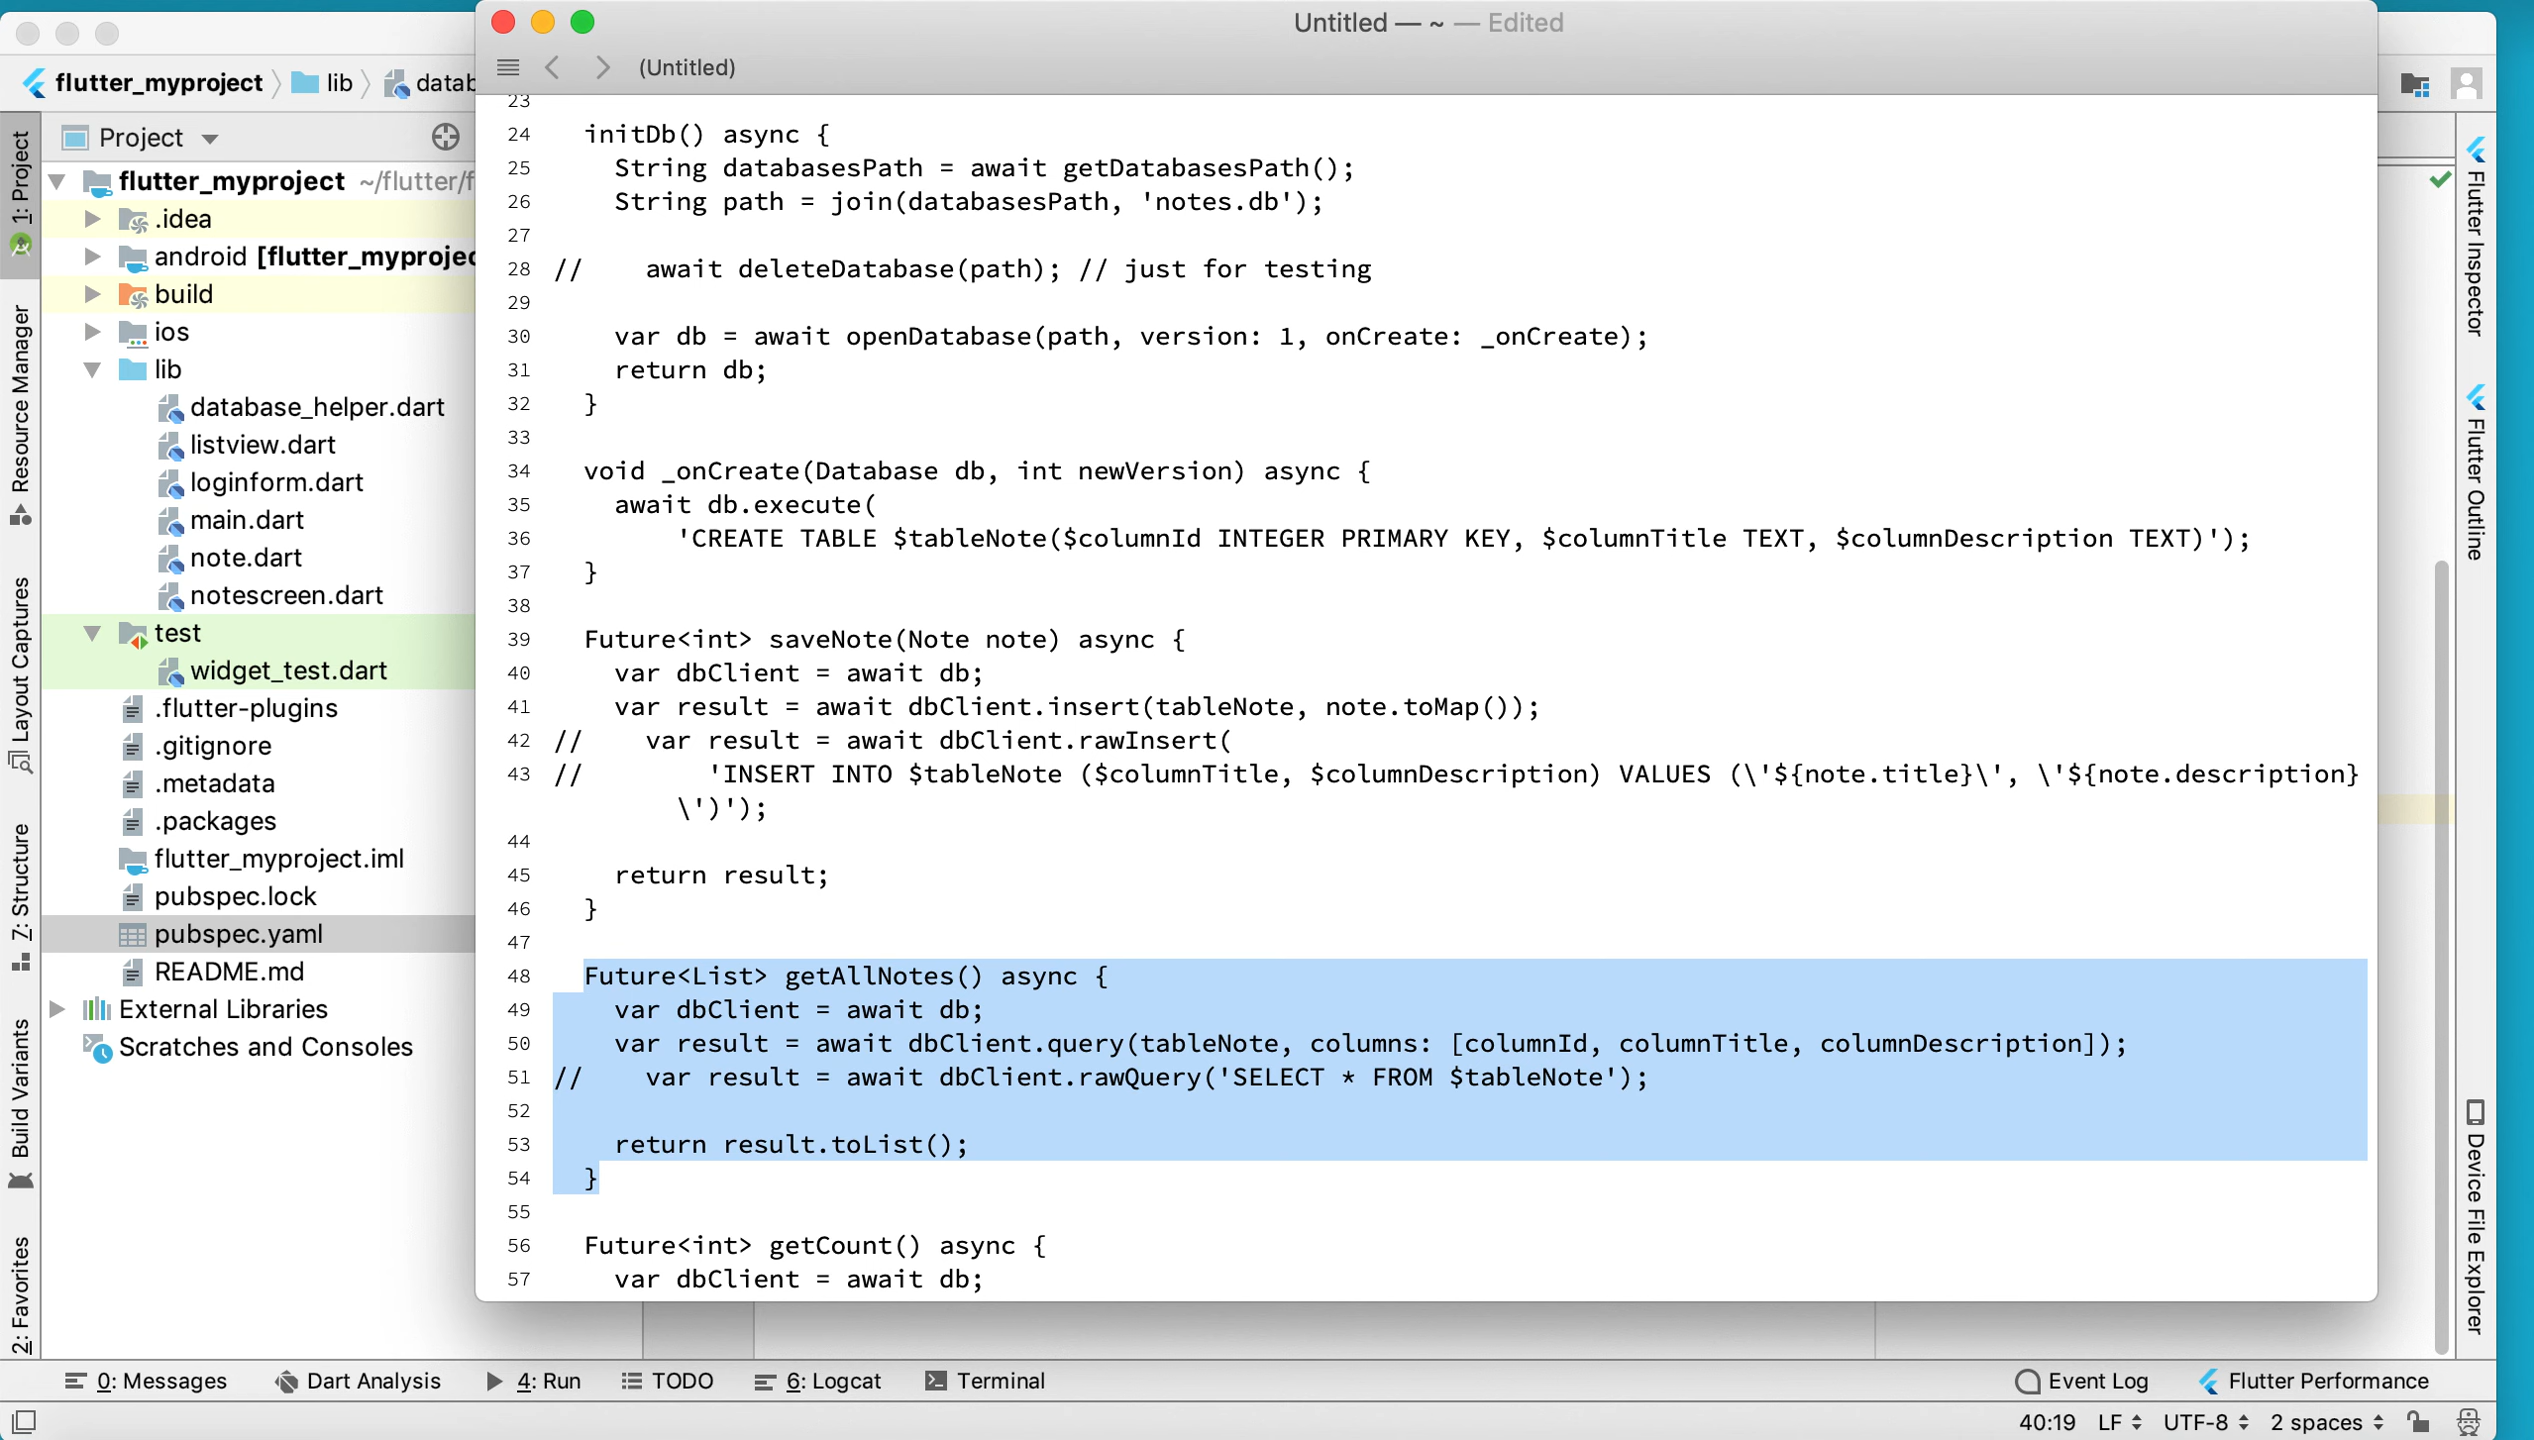 Untitled — ~ — Edited
(Untitled)
flutter_myproject
lib
datab
Project
flutter_myproject ~/flutter/f
.idea
android [flutter_myprojec
build
ios
lib
database_helper.dart
listview.dart
loginform.dart
main.dart
note.dart
notescreen.dart
test
widget_test.dart
.flutter-plugins
.gitignore
.metadata
.packages
flutter_myproject.iml
pubspec.lock
pubspec.yaml
README.md
External Libraries
Scratches and Consoles
1: Project
Resource Manager
Layout Captures
7: Structure
Build Variants
2: Favorites
23
24 initDb() async {
25 String databasesPath = await getDatabasesPath();
26 String path = join(databasesPath, 'notes.db');
27
28 // await deleteDatabase(path); // just for testing
29
30 var db = await openDatabase(path, version: 1, onCreate: _onCreate);
31 return db;
32 }
33
34 void _onCreate(Database db, int newVersion) async {
35 await db.execute(
36 'CREATE TABLE $tableNote($columnId INTEGER PRIMARY KEY, $columnTitle TEXT, $columnDescription TEXT)');
37 }
38
39 Future<int> saveNote(Note note) async {
40 var dbClient = await db;
41 var result = await dbClient.insert(tableNote, note.toMap());
42 // var result = await dbClient.rawInsert(
43 // 'INSERT INTO $tableNote ($columnTitle, $columnDescription) VALUES (\'${note.title}\', \'${note.description}
\')');
44
45 return result;
46 }
47
48 Future<List> getAllNotes() async {
49 var dbClient = await db;
50 var result = await dbClient.query(tableNote, columns: [columnId, columnTitle, columnDescription]);
51 // var result = await dbClient.rawQuery('SELECT * FROM $tableNote');
52
53 return result.toList();
54 }
55
56 Future<int> getCount() async {
57 var dbClient = await db;
Flutter Inspector
Flutter Outline
Device File Explorer
0: Messages
Dart Analysis
4: Run
TODO
6: Logcat
Terminal
Event Log
Flutter Performance
40:19
LF
UTF-8
2 spaces